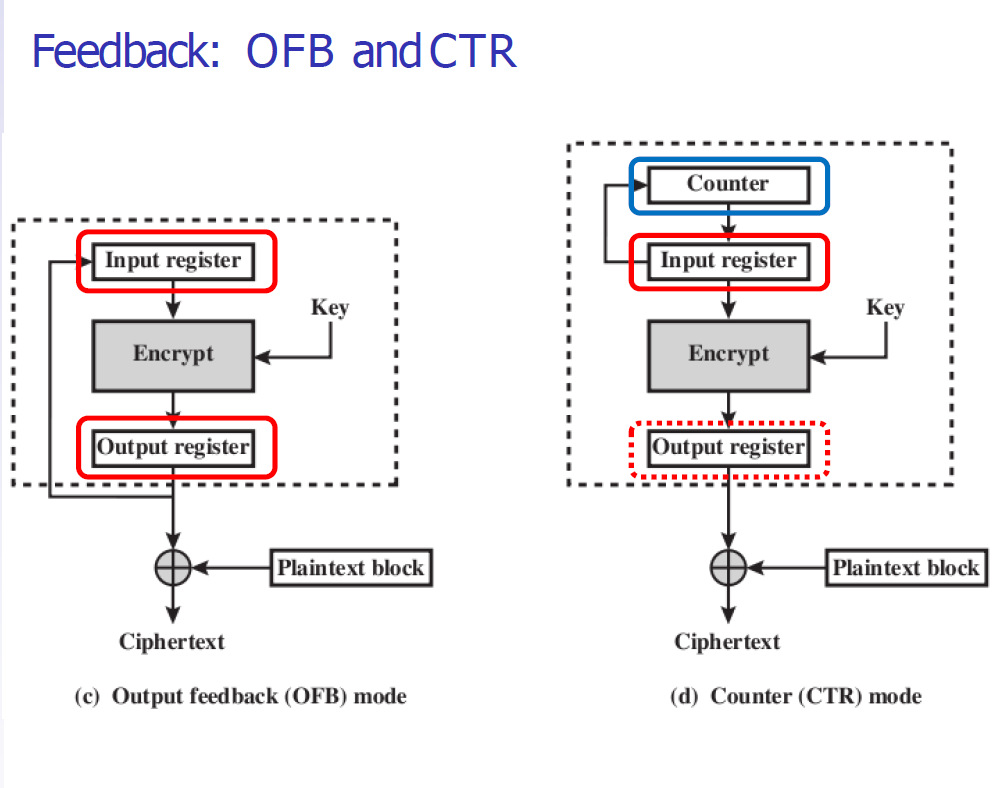 Feedback: OFB and CTR
Input register
Key
Encrypt
Output register
Plaintext block
Ciphertext
(c) Output feedback (OFB) mode
Counter
Input register
Key
Encrypt
Output register
Plaintext block
Ciphertext
(d) Counter (CTR) mode